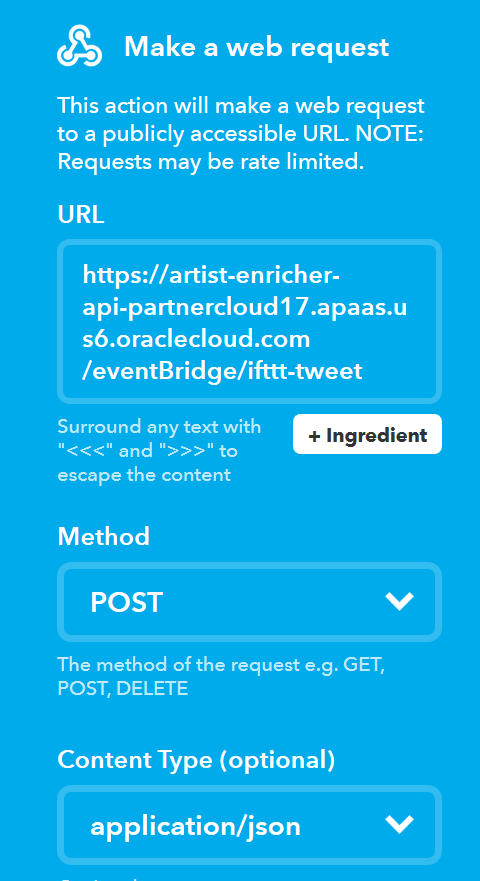 Make a web request
This action will make a web request
to a publicly accessible URL. NOTE:
Requests may be rate limited.
URL
https://artist-enricher-
api-partnercloud17.apaas.u
s6.oraclecloud.com
/eventBridge/ifttt-tweet
Surround any text with
"<<<" and ">>>" to
escape the content
+ Ingredient
Method
POST
The method of the request e.g. GET,
POST, DELETE
Content Type (optional)
application/json